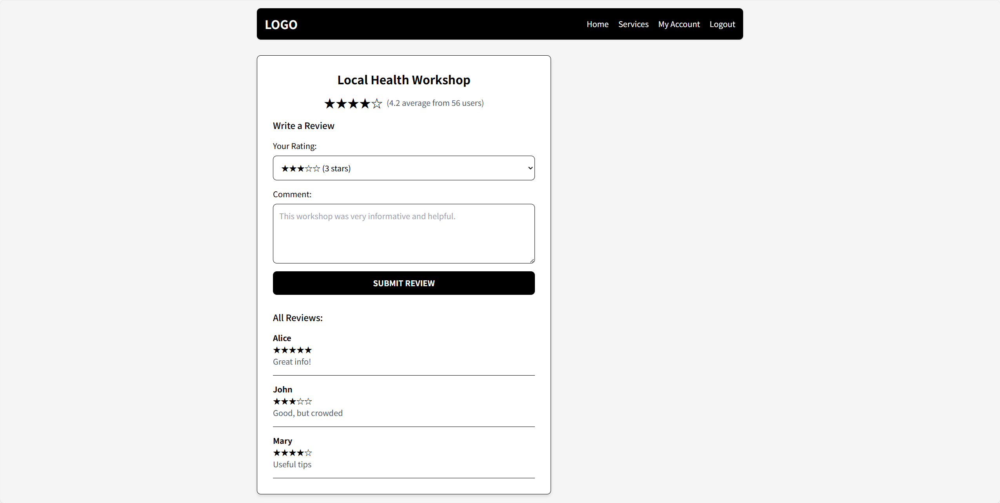 LOGO
Home Services My Account Logout
Local Health Workshop
★★★★☆ (4.2 average from 56 users)
Write a Review
Your Rating:
★★★☆☆ (3 stars)
Comment:
This workshop was very informative and helpful.
SUBMIT REVIEW
All Reviews:
Alice
★★★★★
Great info!
John
★★★☆☆
Good, but crowded
Mary
★★★★☆
Useful tips